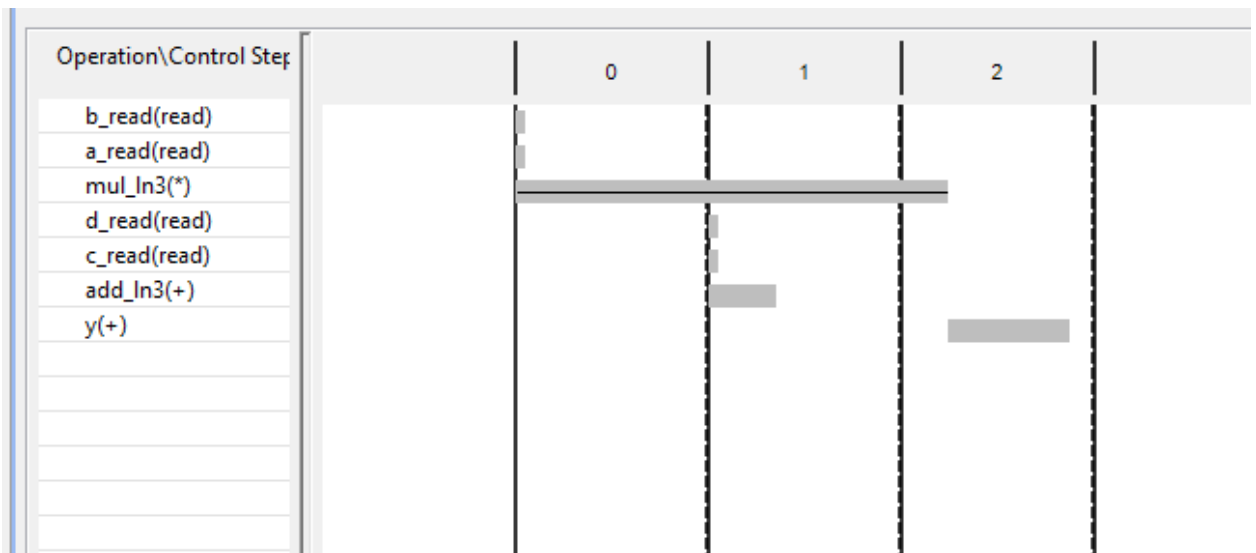 Operation\Control Step
0 1 2
b_read(read)
a_read(read)
mul_ln3(*)
d_read(read)
c_read(read)
add_ln3(+)
y(+)